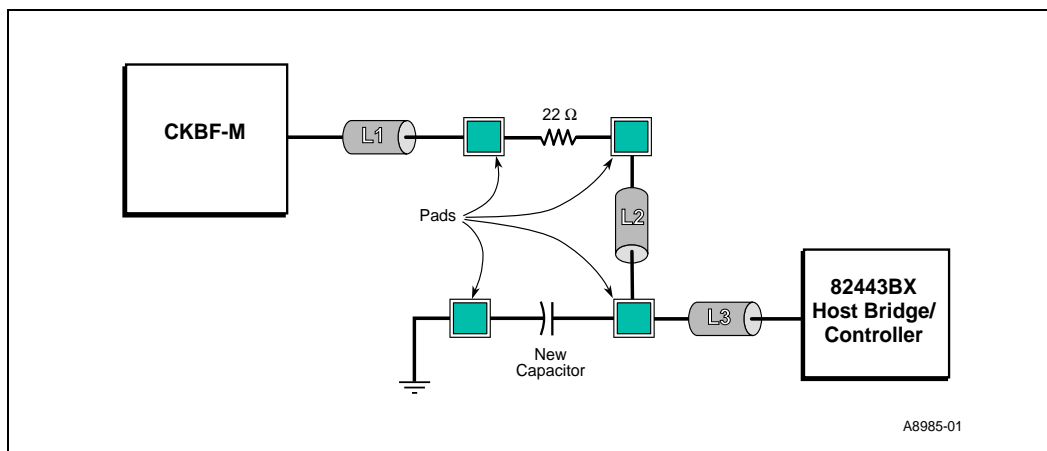 22 Ω
CKBF-M
L1
Pads
L2
82443BX
Host Bridge/
Controller
L3
New
Capacitor
A8985-01